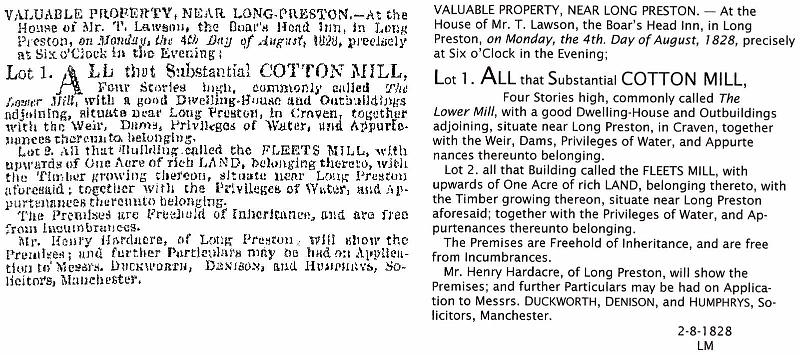 VALUABLE PROPERTY, NEAR LONG-PRESTON.—At the
House of Mr. T. Lawson, the Boar's Head Inn, in Long
Preston, on Monday, the 4th Day of August, 1828, precisely
at Six o'Clock in the Evening;
Lot 1. ALL that Substantial COTTON MILL,
Four Stories high, commonly called The
Lower Mill, with a good Dwelling-House and Outbuildings
adjoining, situate near Long Preston, in Craven, together
with the Weir, Dams, Privileges of Water, and Appurte-
nances thereunto belonging.
Lot 2. All that Building called the FLEETS MILL, with
upwards of One Acre of rich LAND, belonging thereto, with
the Timber growing thereon, situate near Long Preston
aforesaid; together with the Privileges of Water, and Ap-
purtenances thereunto belonging.
The Premises are Freehold of Inheritance, and are free
from Incumbrances.
Mr. Henry Hardacre, of Long Preston, will show the
Premises; and further Particulars may be had on Applica-
tion to Messrs. DUCKWORTH, DENISON, and HUMPHRYS, So-
licitors, Manchester.
VALUABLE PROPERTY, NEAR LONG PRESTON. — At the
House of Mr. T. Lawson, the Boar's Head Inn, in Long
Preston, on Monday, the 4th. Day of August, 1828, precisely
at Six o'Clock in the Evening;
Lot 1. ALL that Substantial COTTON MILL,
Four Stories high, commonly called The
Lower Mill, with a good Dwelling-House and Outbuildings
adjoining, situate near Long Preston, in Craven, together
with the Weir, Dams, Privileges of Water, and Appurte
nances thereunto belonging.
Lot 2. all that Building called the FLEETS MILL, with
upwards of One Acre of rich LAND, belonging thereto, with
the Timber growing thereon, situate near Long Preston
aforesaid; together with the Privileges of Water, and Ap-
purtenances thereunto belonging.
The Premises are Freehold of Inheritance, and are free
from Incumbrances.
Mr. Henry Hardacre, of Long Preston, will show the
Premises; and further Particulars may be had on Applica-
tion to Messrs. DUCKWORTH, DENISON, and HUMPHRYS, So-
licitors, Manchester.
2-8-1828
LM